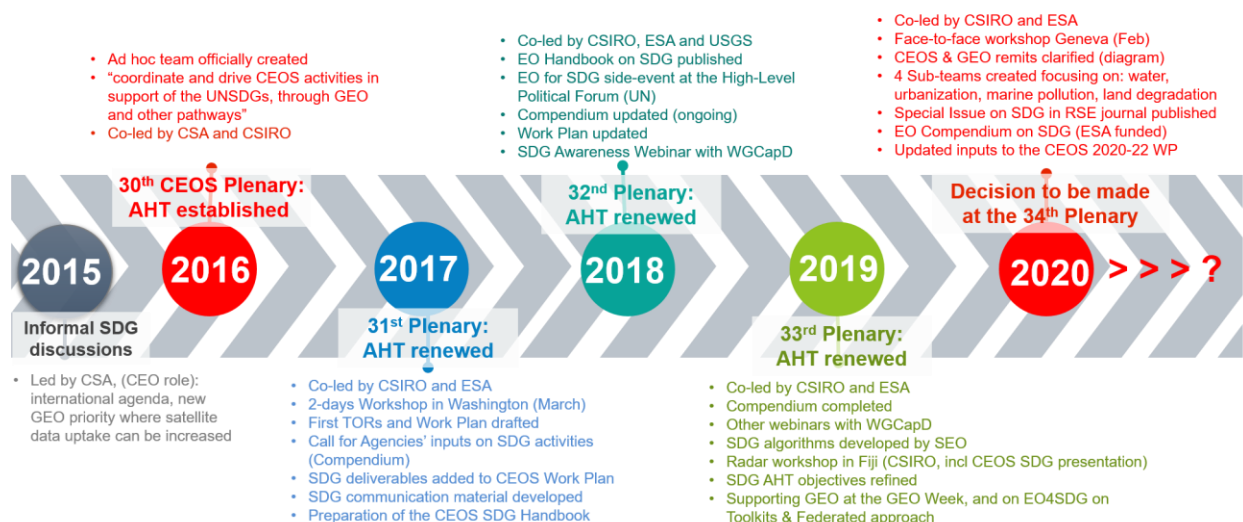 • Ad hoc team officially created
• “coordinate and drive CEOS activities in
support of the UNSDGs, through GEO
and other pathways”
• Co-led by CSA and CSIRO
• Co-led by CSIRO, ESA and USGS
• EO Handbook on SDG published
• EO for SDG side-event at the High-Level
Political Forum (UN)
• Compendium updated (ongoing)
• Work Plan updated
• SDG Awareness Webinar with WGCapD
• Co-led by CSIRO and ESA
• Face-to-face workshop Geneva (Feb)
• CEOS & GEO remits clarified (diagram)
• 4 Sub-teams created focusing on: water,
urbanization, marine pollution, land degradation
• Special Issue on SDG in RSE journal published
• EO Compendium on SDG (ESA funded)
• Updated inputs to the CEOS 2020-22 WP
30th CEOS Plenary:
AHT established
32nd Plenary:
AHT renewed
Decision to be made
at the 34th Plenary
2015
2016
2017
2018
2019
2020
> > > ?
Informal SDG
discussions
31st Plenary:
AHT renewed
33rd Plenary:
AHT renewed
• Led by CSA, (CEO role):
international agenda, new
GEO priority where satellite
data uptake can be increased
• Co-led by CSIRO and ESA
• 2-days Workshop in Washington (March)
• First TORs and Work Plan drafted
• Call for Agencies’ inputs on SDG activities
(Compendium)
• SDG deliverables added to CEOS Work Plan
• SDG communication material developed
• Preparation of the CEOS SDG Handbook
• Co-led by CSIRO and ESA
• Compendium completed
• Other webinars with WGCapD
• SDG algorithms developed by SEO
• Radar workshop in Fiji (CSIRO, incl CEOS SDG presentation)
• SDG AHT objectives refined
• Supporting GEO at the GEO Week, and on EO4SDG on
Toolkits & Federated approach